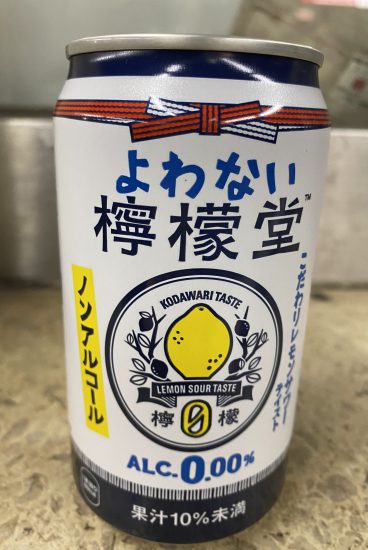 よわない
檸檬堂™
ノンアルコール
こだわりレモンサワー
テイスト
KODAWARI TASTE
LEMON SOUR TASTE
檸0檬
ALC.0.00%
果汁10%未満